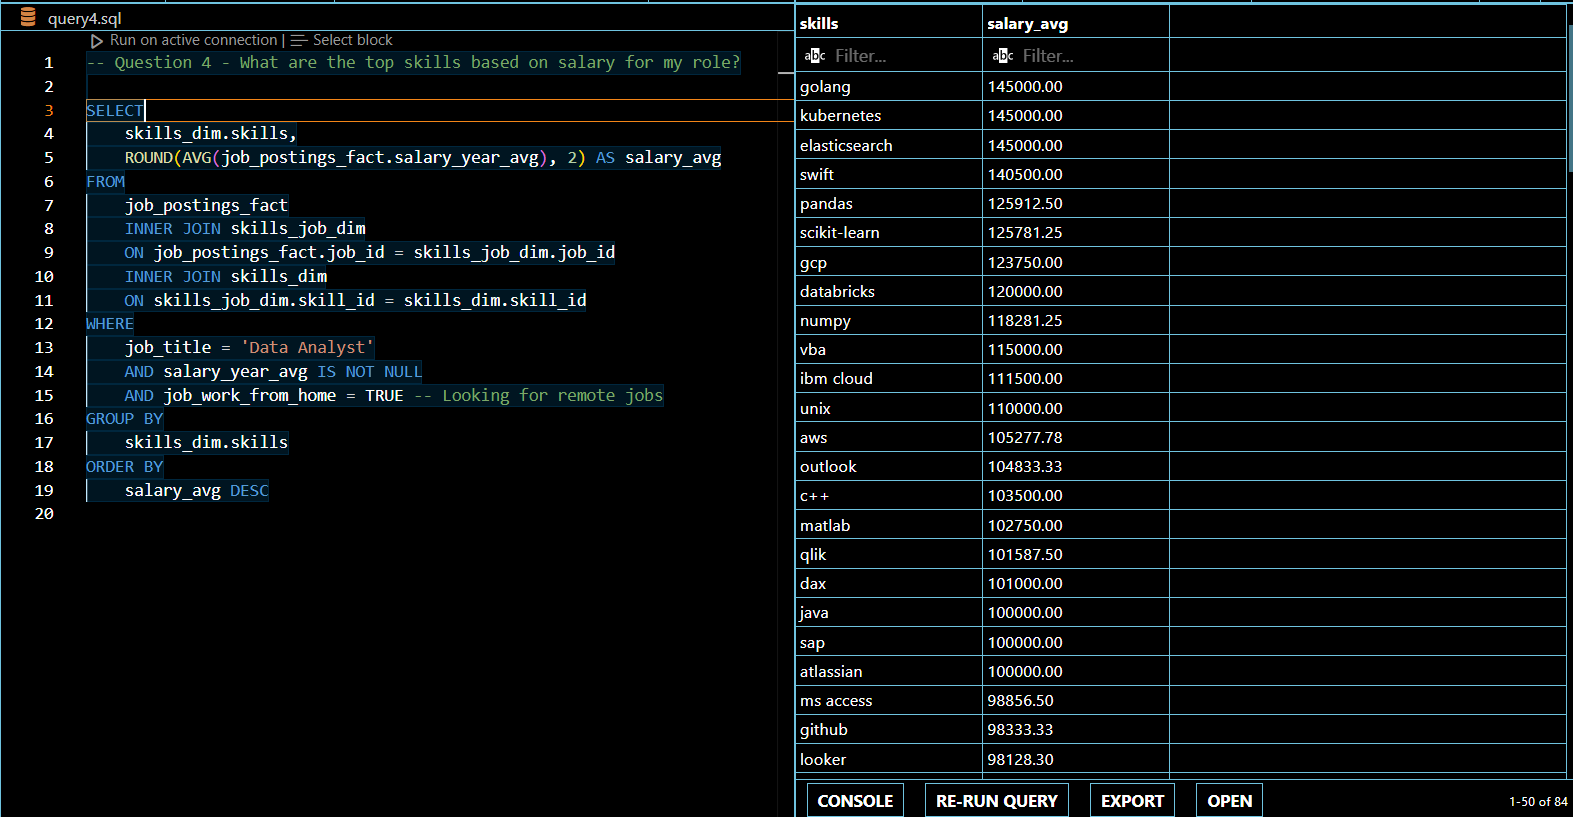 query4.sql
Run on active connection | Select block
1 -- Question 4 - What are the top skills based on salary for my role?
2
3 SELECT
4 skills_dim.skills,
5 ROUND(AVG(job_postings_fact.salary_year_avg), 2) AS salary_avg
6 FROM
7 job_postings_fact
8 INNER JOIN skills_job_dim
9 ON job_postings_fact.job_id = skills_job_dim.job_id
10 INNER JOIN skills_dim
11 ON skills_job_dim.skill_id = skills_dim.skill_id
12 WHERE
13 job_title = 'Data Analyst'
14 AND salary_year_avg IS NOT NULL
15 AND job_work_from_home = TRUE -- Looking for remote jobs
16 GROUP BY
17 skills_dim.skills
18 ORDER BY
19 salary_avg DESC
20
skills salary_avg
abc Filter... abc Filter...
golang 145000.00
kubernetes 145000.00
elasticsearch 145000.00
swift 140500.00
pandas 125912.50
scikit-learn 125781.25
gcp 123750.00
databricks 120000.00
numpy 118281.25
vba 115000.00
ibm cloud 111500.00
unix 110000.00
aws 105277.78
outlook 104833.33
c++ 103500.00
matlab 102750.00
qlik 101587.50
dax 101000.00
java 100000.00
sap 100000.00
atlassian 100000.00
ms access 98856.50
github 98333.33
looker 98128.30
CONSOLE RE-RUN QUERY EXPORT OPEN 1-50 of 84